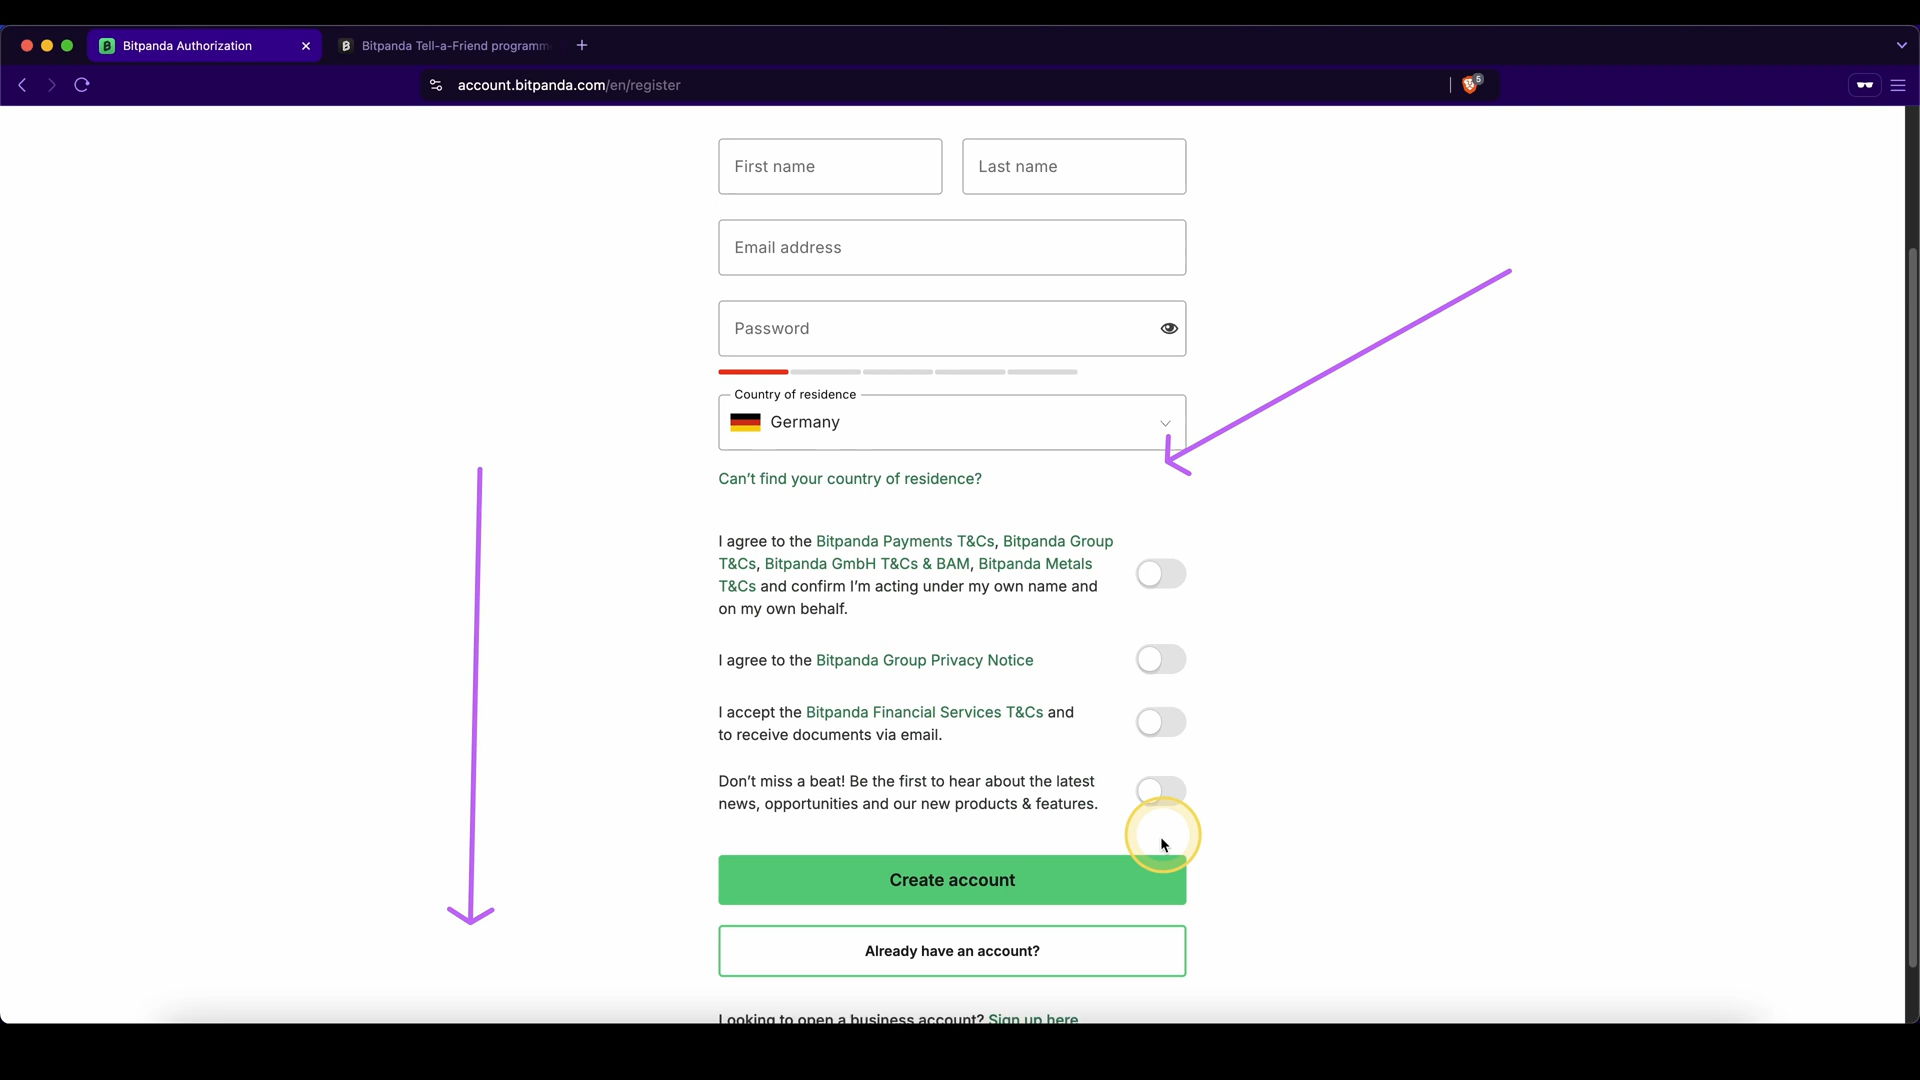 Bitpanda Authorization
Bitpanda Tell-a-Friend programm
account.bitpanda.com/en/register
5
First name
Last name
Email address
Password
Country of residence
Germany
Can't find your country of residence?
I agree to the Bitpanda Payments T&Cs, Bitpanda Group
T&Cs, Bitpanda GmbH T&Cs & BAM, Bitpanda Metals
T&Cs and confirm I'm acting under my own name and
on my own behalf.
I agree to the Bitpanda Group Privacy Notice
I accept the Bitpanda Financial Services T&Cs and
to receive documents via email.
Don't miss a beat! Be the first to hear about the latest
news, opportunities and our new products & features.
Create account
Already have an account?
Looking to open a business account? Sign up here